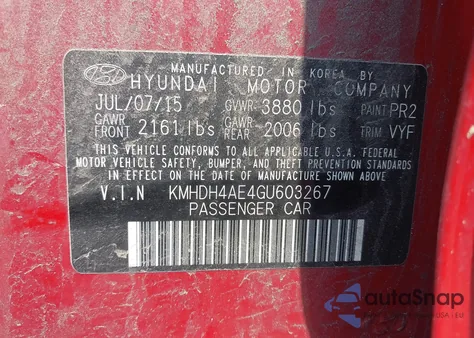 MANUFACTURED IN KOREA BY
HYUNDAI MOTOR COMPANY
JUL/07/15 GVWR 3880 lbs PAINT PR2
GAWR FRONT 2161 lbs GAWR REAR 2006 lbs TRIM VYF
THIS VEHICLE CONFORMS TO ALL APPLICABLE U.S.A. FEDERAL
MOTOR VEHICLE SAFETY, BUMPER, AND THEFT PREVENTION STANDARDS
IN EFFECT ON THE DATE OF MANUFACTURE SHOWN ABOVE.
V.I.N KMHDH4AE4GU603267
PASSENGER CAR
autoSnap